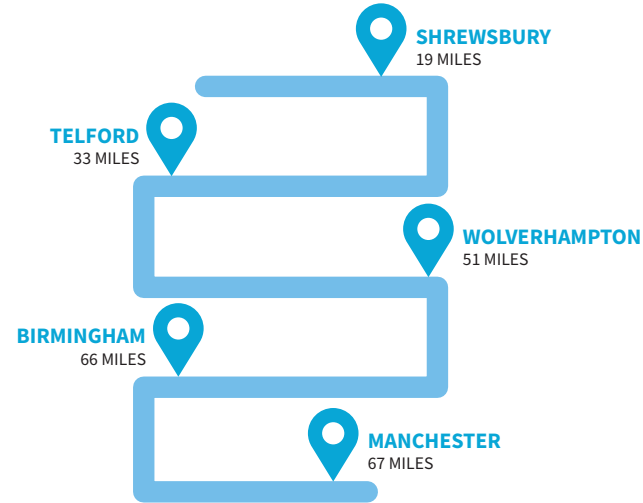 SHREWSBURY
19 MILES
TELFORD
33 MILES
WOLVERHAMPTON
51 MILES
BIRMINGHAM
66 MILES
MANCHESTER
67 MILES